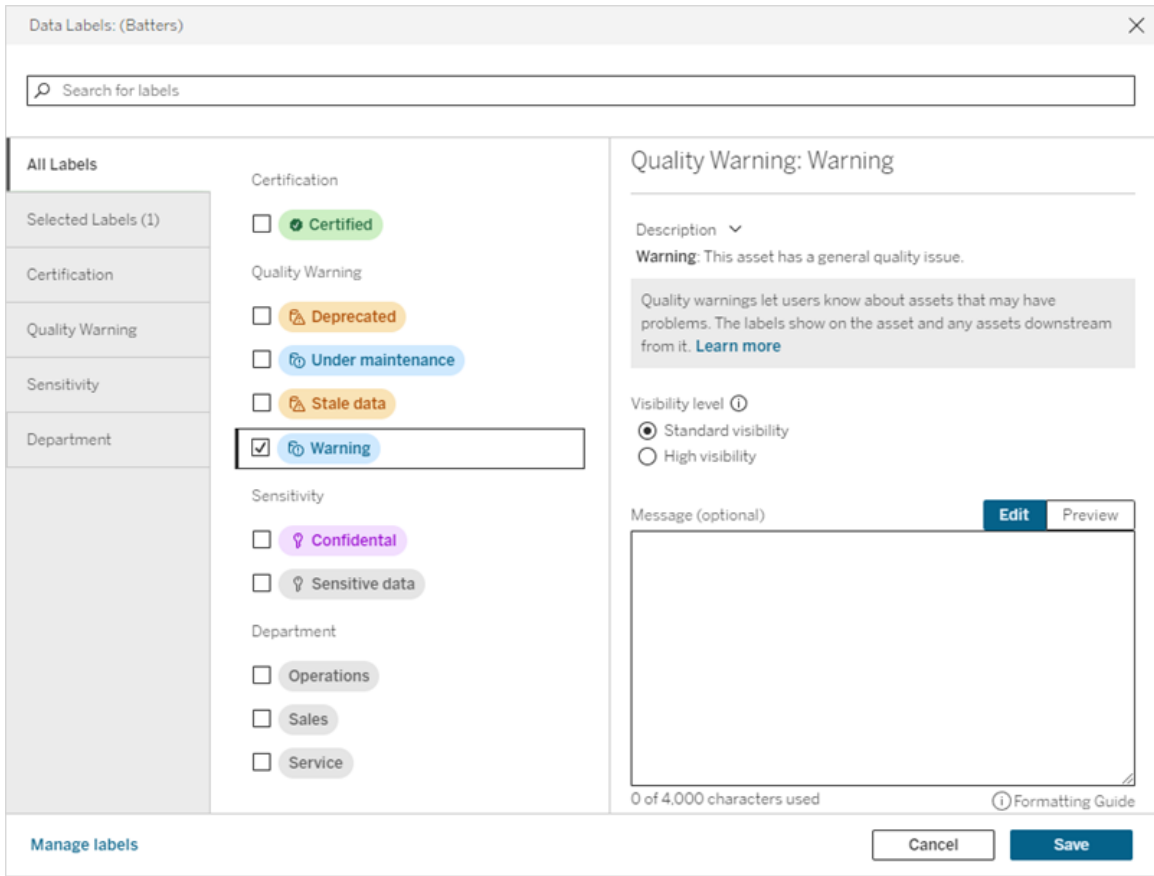 Data Labels: (Batters)
Search for labels
All Labels
Selected Labels (1)
Certification
Quality Warning
Sensitivity
Department
Certification
Certified
Quality Warning
Deprecated
Under maintenance
Stale data
Warning
Sensitivity
Confidental
Sensitive data
Department
Operations
Sales
Service
Quality Warning: Warning
Description
Warning: This asset has a general quality issue.
Quality warnings let users know about assets that may have
problems. The labels show on the asset and any assets downstream
from it. Learn more
Visibility level
Standard visibility
High visibility
Message (optional)
Edit
Preview
0 of 4,000 characters used
Formatting Guide
Manage labels
Cancel
Save